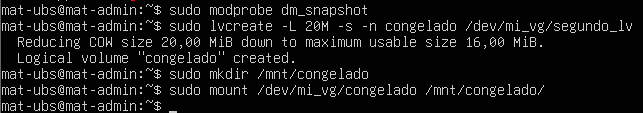 mat-ubs@mat-admin:~$ sudo modprobe dm_snapshot
mat-ubs@mat-admin:~$ sudo lvcreate -L 20M -s -n congelado /dev/mi_vg/segundo_lv
  Reducing COW size 20,00 MiB down to maximum usable size 16,00 MiB.
  Logical volume "congelado" created.
mat-ubs@mat-admin:~$ sudo mkdir /mnt/congelado
mat-ubs@mat-admin:~$ sudo mount /dev/mi_vg/congelado /mnt/congelado/
mat-ubs@mat-admin:~$